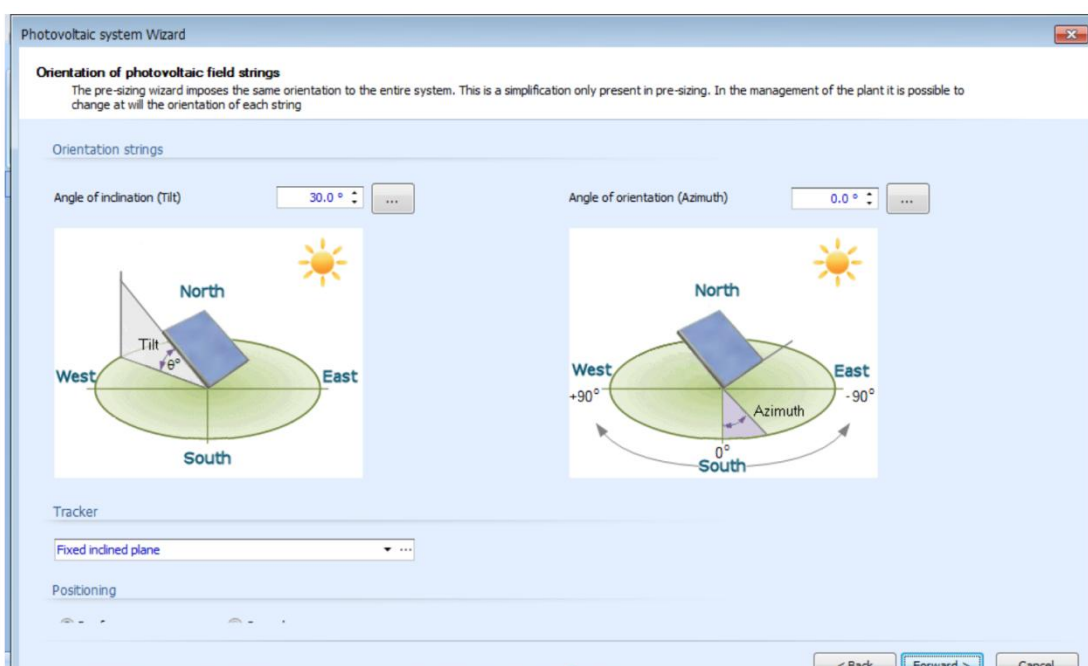 Photovoltaic system Wizard
Orientation of photovoltaic field strings
The pre-sizing wizard imposes the same orientation to the entire system. This is a simplification only present in pre-sizing. In the management of the plant it is possible to
change at will the orientation of each string
Orientation strings
Angle of inclination (Tilt) 30.0 ° ...
Angle of orientation (Azimuth) 0.0 ° ...
North
Tilt
θ°
West
East
South
North
West
East
+90°
-90°
Azimuth
0°
South
Tracker
Fixed inclined plane ...
Positioning
< Back Forward > Cancel